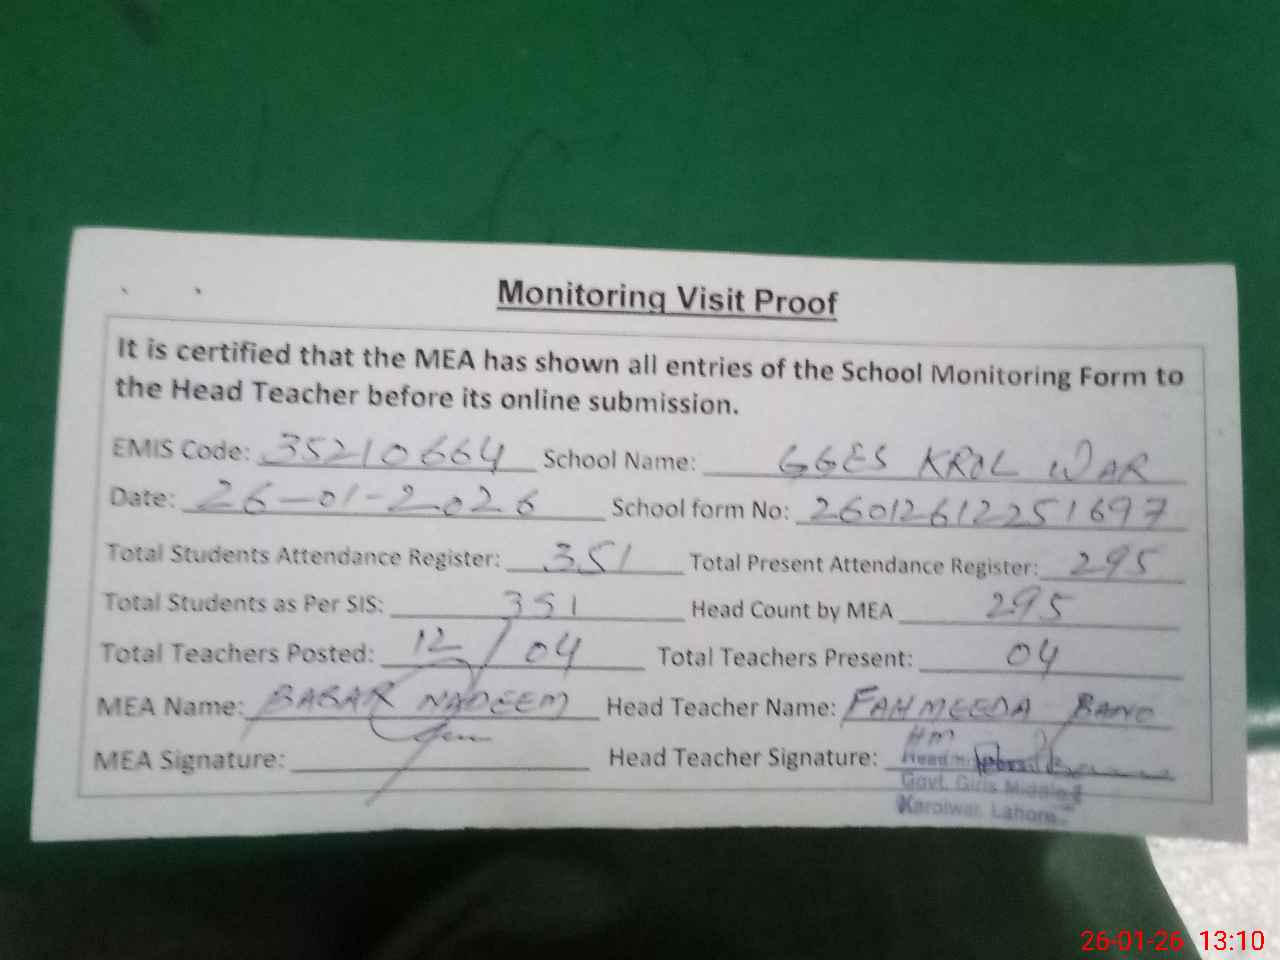 Monitoring Visit Proof
It is certified that the MEA has shown all entries of the School Monitoring Form to
the Head Teacher before its online submission.
EMIS Code: 35210664 School Name: GGES KROL WAR
Date: 26-01-2026 School form No: 26012612251697
Total Students Attendance Register: 351 Total Present Attendance Register: 295
Total Students as Per SIS: 351 Head Count by MEA 295
Total Teachers Posted: 12/04 Total Teachers Present: 04
MEA Name: BABAR NADEEM Head Teacher Name: FAHMEEDA BANO
HM
MEA Signature: Head Teacher Signature:
Govt. Girls Middle
Karolwar, Lahore
26-01-26 13:10